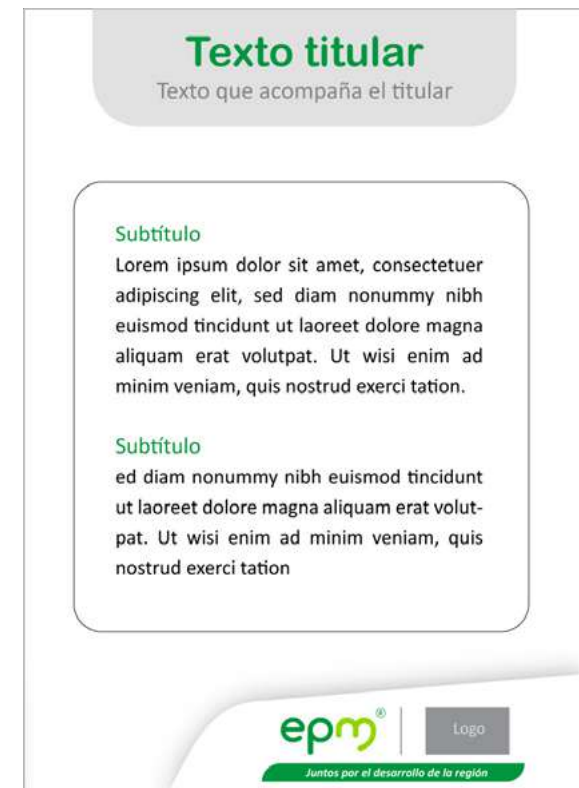 Texto titular
Texto que acompaña el titular
Subtítulo
Lorem ipsum dolor sit amet, consectetuer
adipiscing elit, sed diam nonummy nibh
euismod tincidunt ut laoreet dolore magna
aliquam erat volutpat. Ut wisi enim ad
minim veniam, quis nostrud exerci tation.
Subtítulo
ed diam nonummy nibh euismod tincidunt
ut laoreet dolore magna aliquam erat volut-
pat. Ut wisi enim ad minim veniam, quis
nostrud exerci tation
epm®
Logo
Juntos por el desarrollo de la región